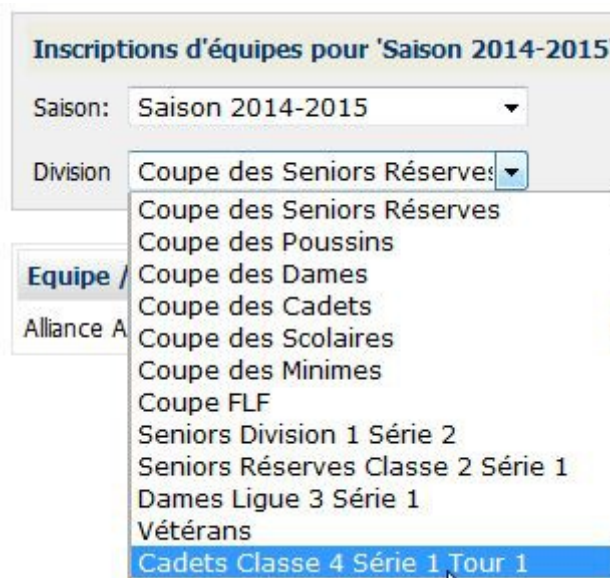 Inscriptions d'équipes pour 'Saison 2014-2015
Saison: Saison 2014-2015
Division Coupe des Seniors Réserves
Coupe des Seniors Réserves
Coupe des Poussins
Coupe des Dames
Coupe des Cadets
Coupe des Scolaires
Coupe des Minimes
Coupe FLF
Seniors Division 1 Série 2
Seniors Réserves Classe 2 Série 1
Dames Ligue 3 Série 1
Vétérans
Cadets Classe 4 Série 1 Tour 1
Equipe /
Alliance A